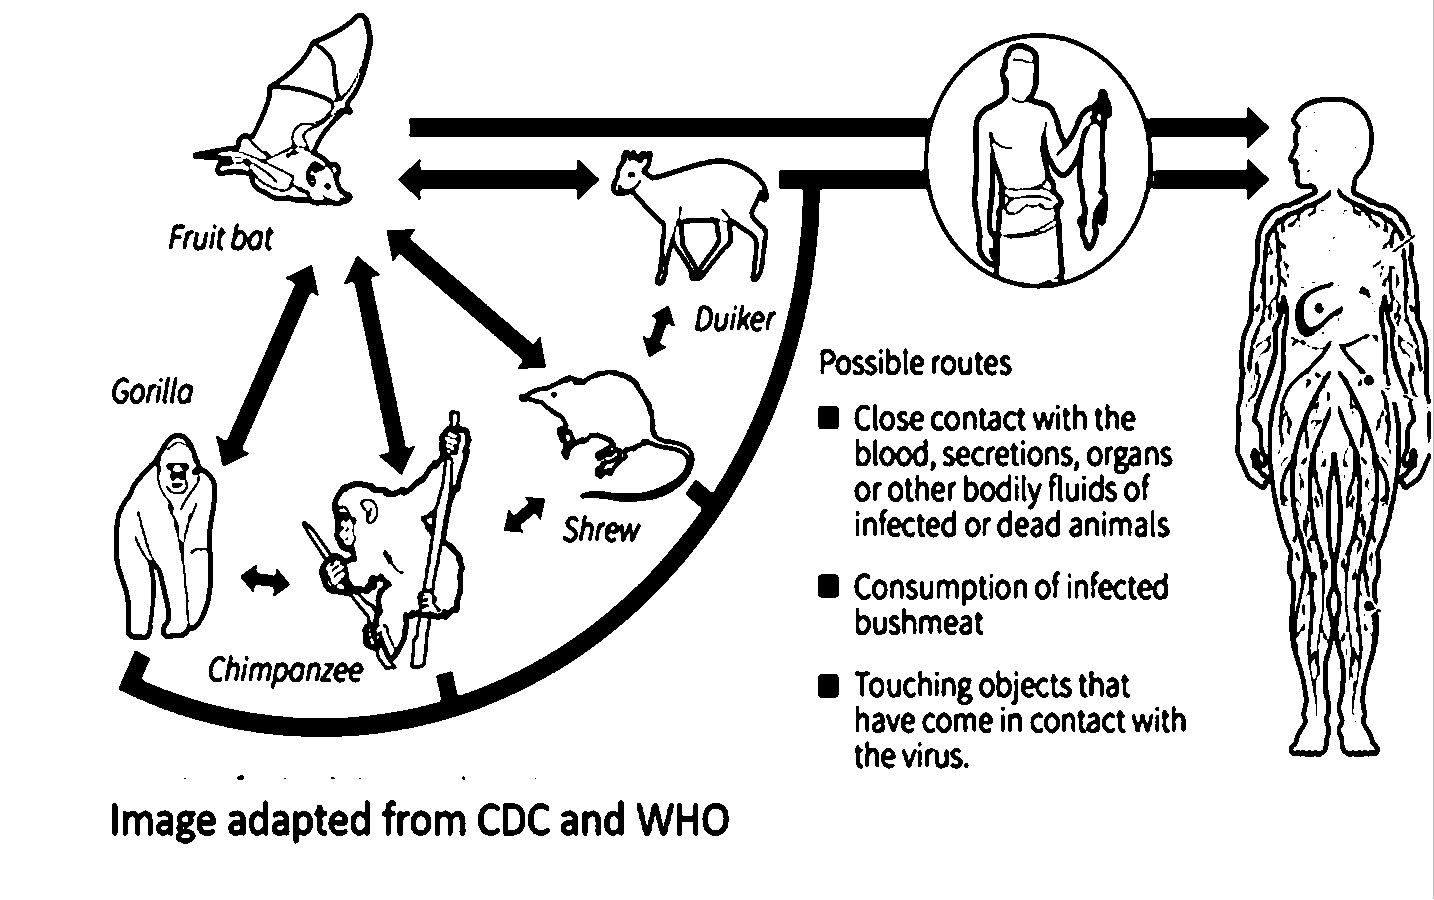 Fruit bat
Duiker
Gorilla
Shrew
Chimpanzee
Possible routes
Close contact with the
blood, secretions, organs
or other bodily fluids of
infected or dead animals
Consumption of infected
bushmeat
Touching objects that
have come in contact with
the virus.
Image adapted from CDC and WHO